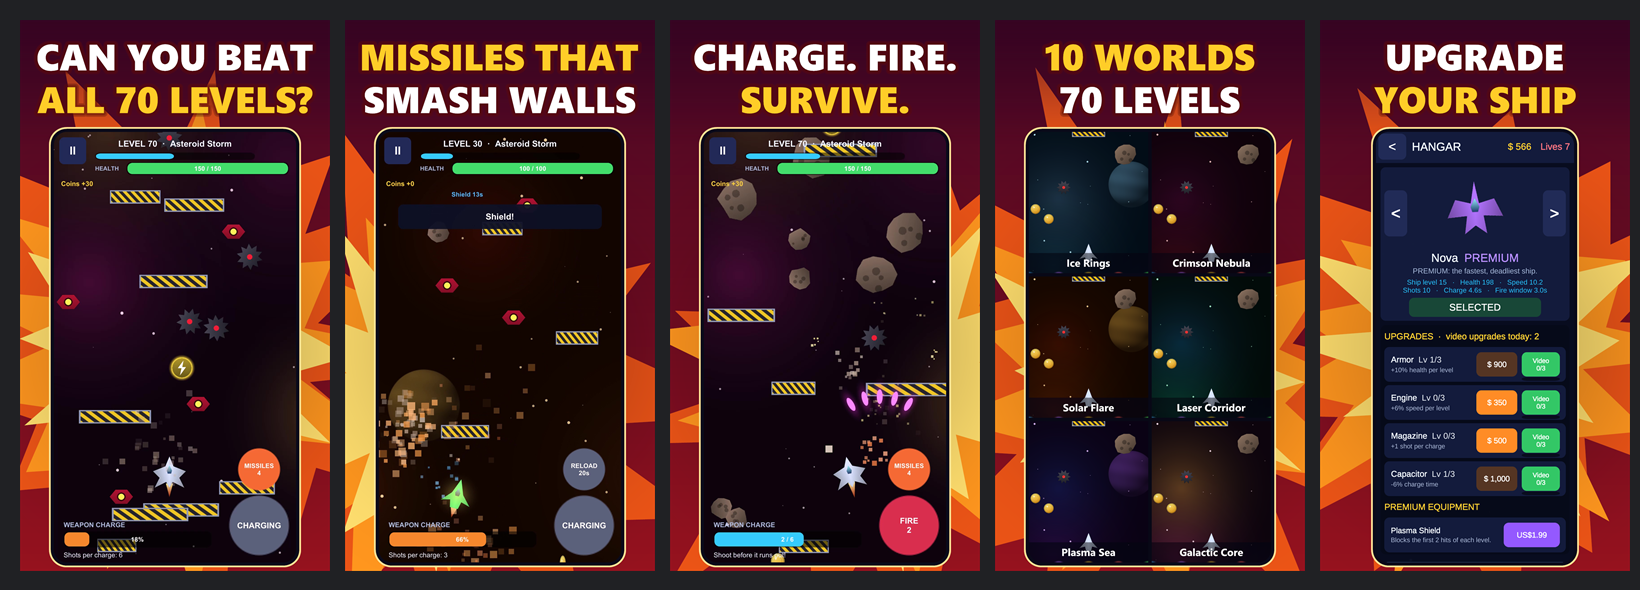 CAN YOU BEAT
ALL 70 LEVELS?
LEVEL 70 · Asteroid Storm
HEALTH
150 / 150
Coins +30
MISSILES
4
WEAPON CHARGE
CHARGING
18%
Shots per charge: 6
MISSILES THAT
SMASH WALLS
LEVEL 30 · Asteroid Storm
HEALTH
100 / 100
Coins +0
Shield 13s
Shield!
RELOAD
20s
WEAPON CHARGE
CHARGING
66%
Shots per charge: 3
CHARGE. FIRE.
SURVIVE.
LEVEL 70 · Asteroid Storm
HEALTH
150 / 150
Coins +30
MISSILES
4
WEAPON CHARGE
FIRE
2
2 / 6
Shoot before it runs
10 WORLDS
70 LEVELS
Ice Rings
Crimson Nebula
Solar Flare
Laser Corridor
Plasma Sea
Galactic Core
UPGRADE
YOUR SHIP
< HANGAR $ 566 Lives 7
< >
Nova PREMIUM
PREMIUM: the fastest, deadliest ship.
Ship level 15 · Health 198 · Speed 10.2
Shots 10 · Charge 4.6s · Fire window 3.0s
SELECTED
UPGRADES · video upgrades today: 2
Armor Lv 1/3
+10% health per level
$ 900
Video
0/3
Engine Lv 0/3
+6% speed per level
$ 350
Video
0/3
Magazine Lv 0/3
+1 shot per charge
$ 500
Video
0/3
Capacitor Lv 1/3
-6% charge time
$ 1,000
Video
0/3
PREMIUM EQUIPMENT
Plasma Shield
Blocks the first 2 hits of each level.
US$1.99